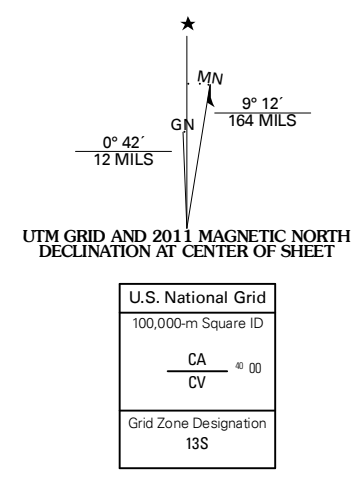 ★
MN
9° 12´
164 MILS
GN
0° 42´
12 MILS
UTM GRID AND 2011 MAGNETIC NORTH
DECLINATION AT CENTER OF SHEET
U.S. National Grid
100,000-m Square ID
CA
40 00
CV
Grid Zone Designation
13S